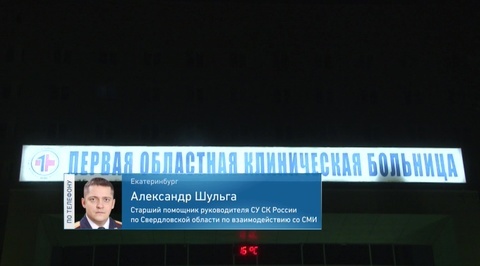 ПЕРВАЯ ОБЛАСТНАЯ КЛИНИЧЕСКАЯ БОЛЬНИЦА
ПО ТЕЛЕФОНУ
Екатеринбург
Александр Шульга
Старший помощник руководителя СУ СК России
по Свердловской области по взаимодействию со СМИ
15°C